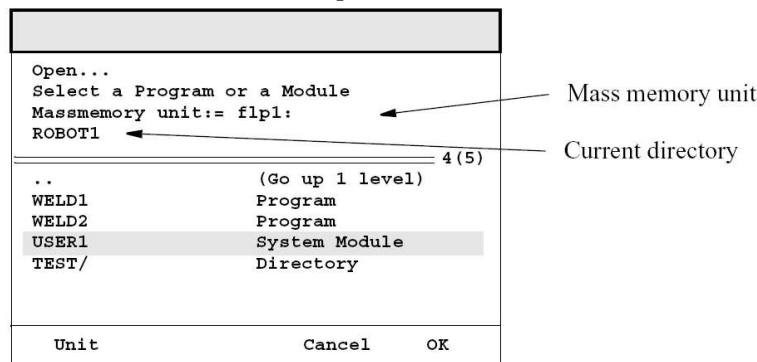 Open...
Select a Program or a Module
Massmemory unit:= flp1:
Mass memory unit
ROBOT1
Current directory
4(5)
.. (Go up 1 level)
WELD1 Program
WELD2 Program
USER1 System Module
TEST/ Directory
Unit Cancel OK